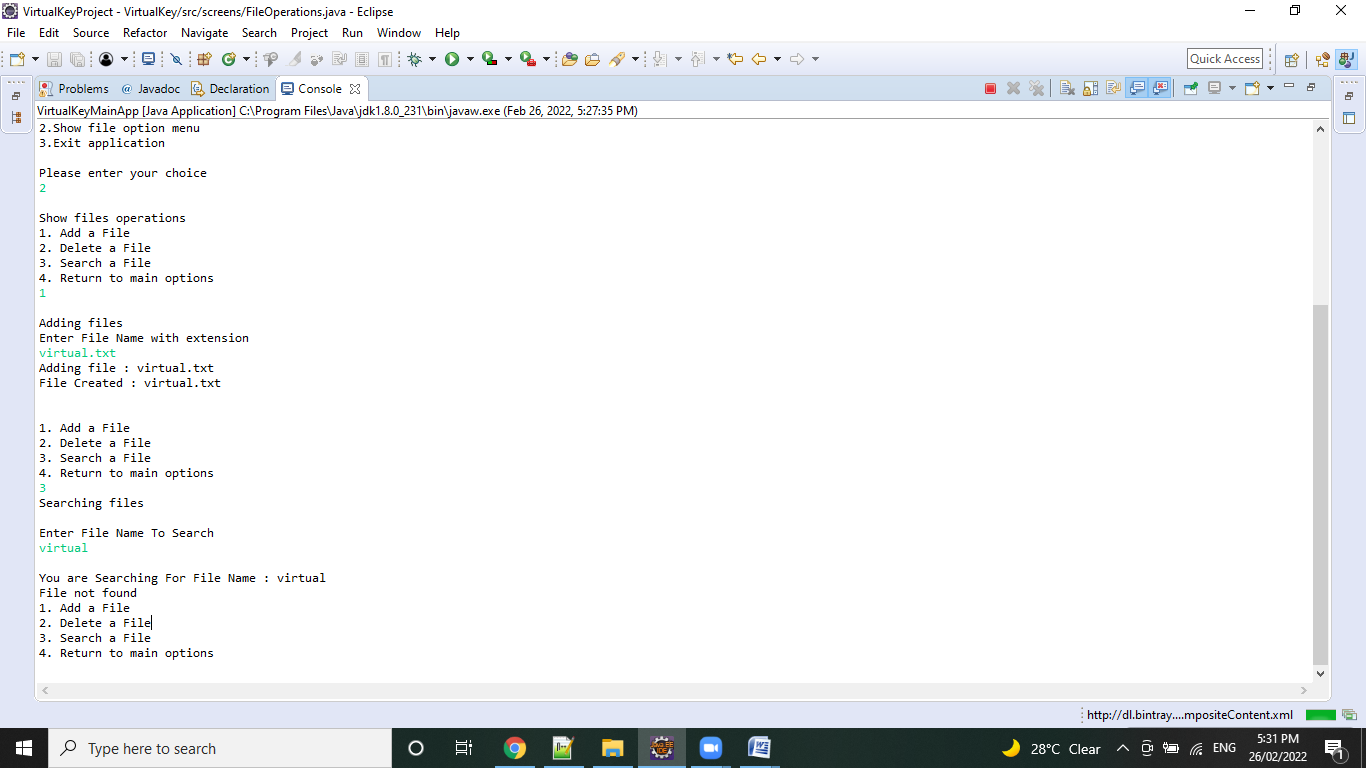 VirtualKeyProject - VirtualKey/src/screens/FileOperations.java - Eclipse
File Edit Source Refactor Navigate Search Project Run Window Help
Quick Access
Problems @ Javadoc Declaration Console
VirtualKeyMainApp [Java Application] C:\Program Files\Java\jdk1.8.0_231\bin\javaw.exe (Feb 26, 2022, 5:27:35 PM)
2.Show file option menu
3.Exit application
Please enter your choice
2
Show files operations
1. Add a File
2. Delete a File
3. Search a File
4. Return to main options
1
Adding files
Enter File Name with extension
virtual.txt
Adding file : virtual.txt
File Created : virtual.txt
1. Add a File
2. Delete a File
3. Search a File
4. Return to main options
3
Searching files
Enter File Name To Search
virtual
You are Searching For File Name : virtual
File not found
1. Add a File
2. Delete a File
3. Search a File
4. Return to main options
http://dl.bintray....mpositeContent.xml
Type here to search
28°C Clear
ENG
5:31 PM
26/02/2022
1